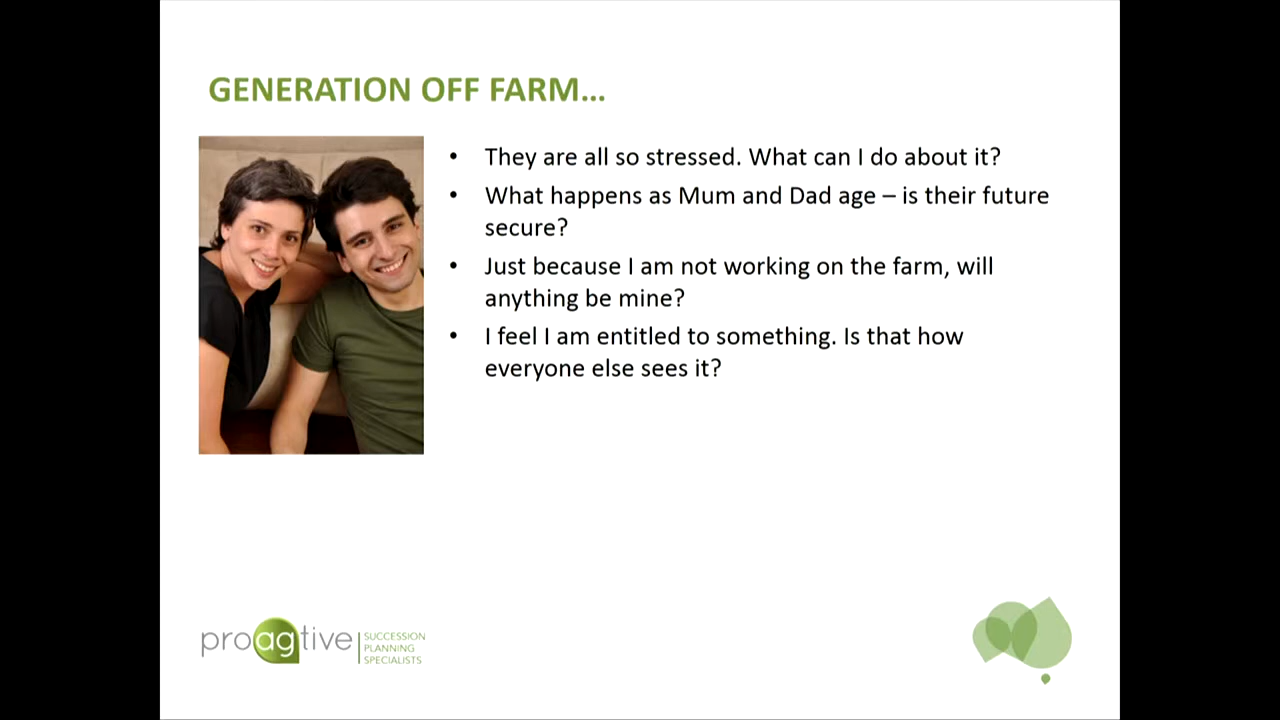 GENERATION OFF FARM...
• They are all so stressed. What can I do about it?
• What happens as Mum and Dad age – is their future
secure?
• Just because I am not working on the farm, will
anything be mine?
• I feel I am entitled to something. Is that how
everyone else sees it?
proagtive
SUCCESSION
PLANNING
SPECIALISTS